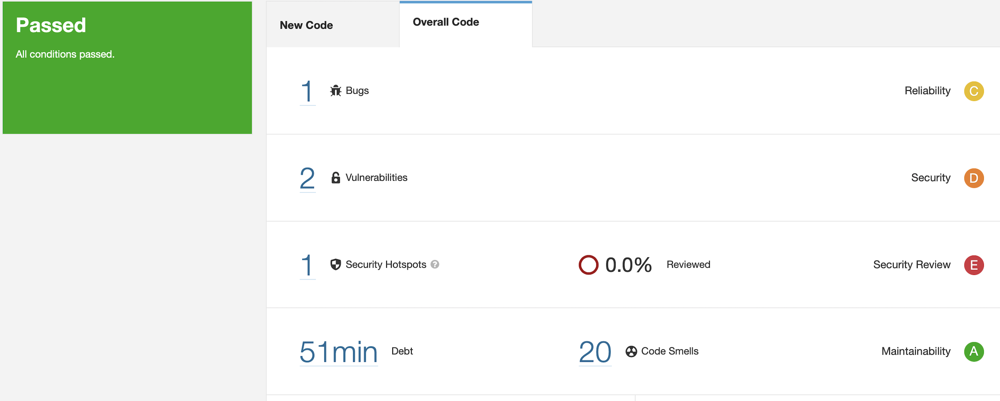 Passed
All conditions passed.
New Code
Overall Code
1 Bugs
Reliability C
2 Vulnerabilities
Security D
1 Security Hotspots ?
0.0% Reviewed
Security Review E
51min Debt
20 Code Smells
Maintainability A